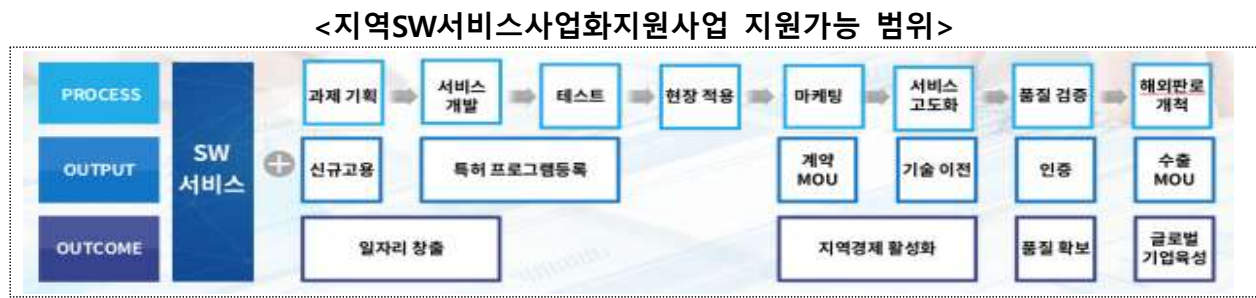 <지역SW서비스사업화지원사업 지원가능 범위>
PROCESS
과제 기획
서비스
개발
테스트
현장 적용
마케팅
서비스
고도화
품질 검증
해외판로
개척
SW
서비스
OUTPUT
신규고용
특허 프로그램등록
계약
MOU
기술 이전
인증
수출
MOU
OUTCOME
일자리 창출
지역경제 활성화
품질 확보
글로벌
기업육성